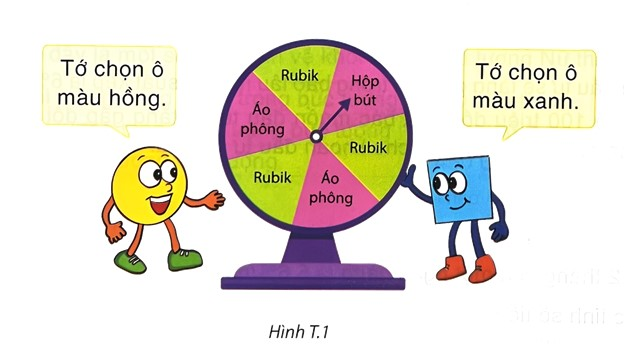 Tớ chọn ô
màu hồng.
Rubik
Hộp
bút
Áo
phông
Rubik
Rubik
Áo
phông
Tớ chọn ô
màu xanh.
Hình T.1